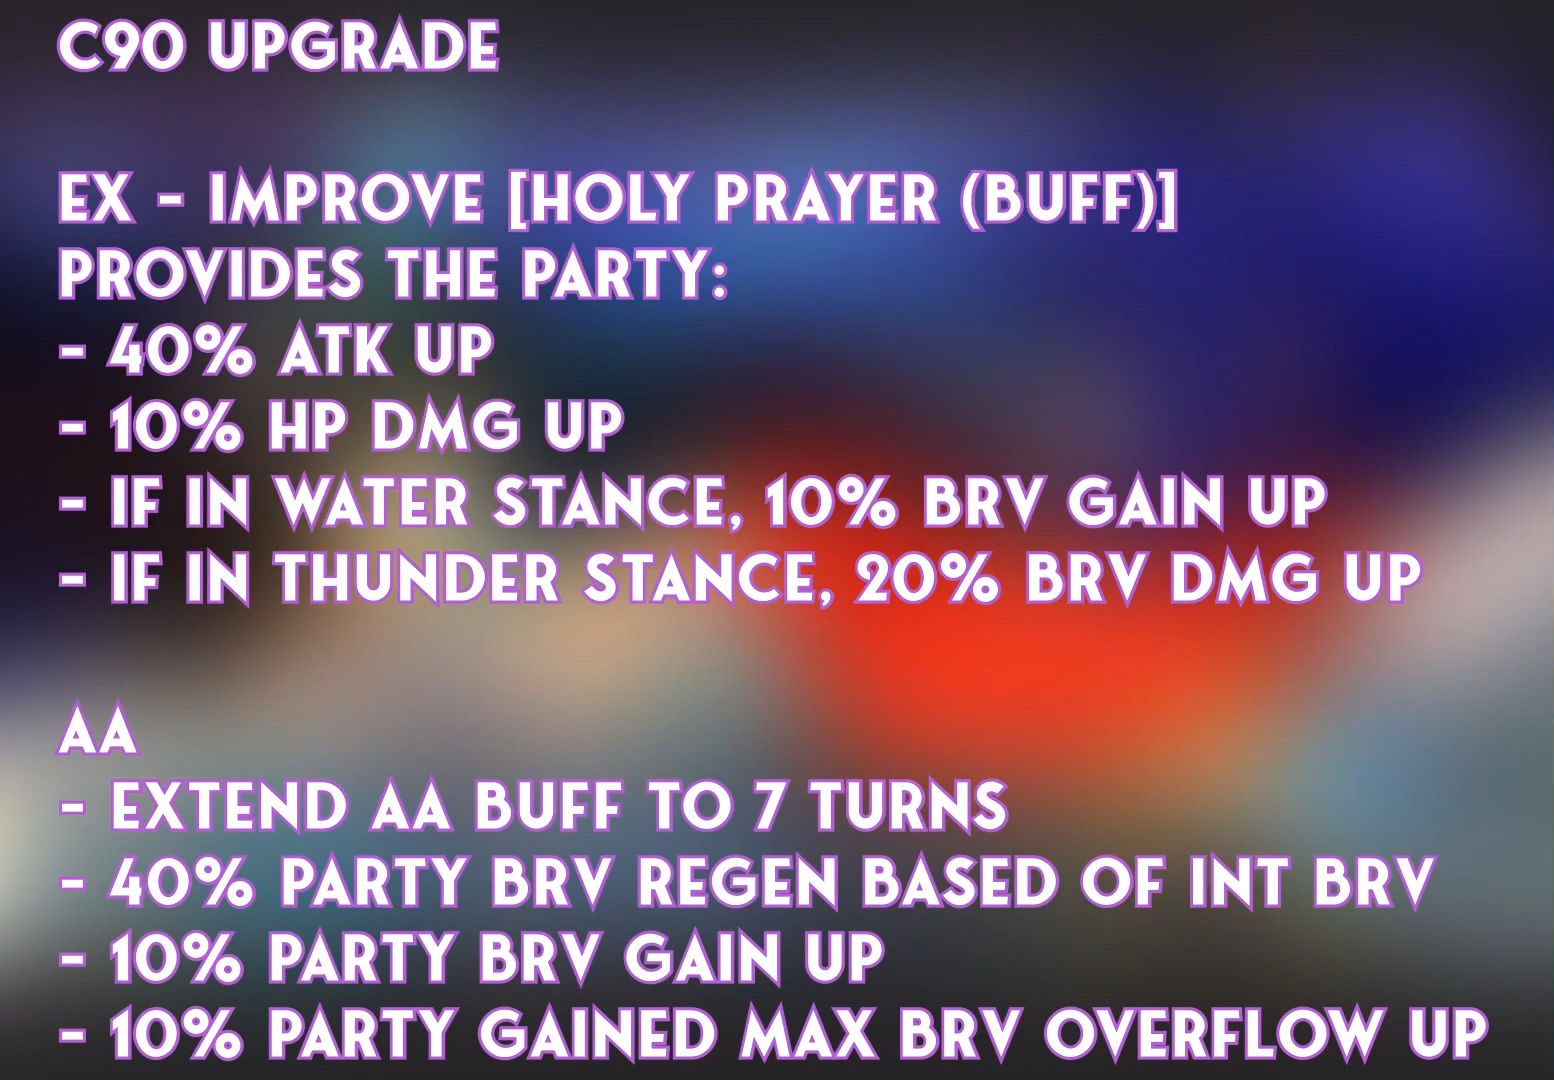 C90 UPGRADE
EX - IMPROVE [HOLY PRAYER (BUFF)]
PROVIDES THE PARTY:
- 40% ATK UP
- 10% HP DMG UP
- IF IN WATER STANCE, 10% BRV GAIN UP
- IF IN THUNDER STANCE, 20% BRV DMG UP
AA
- EXTEND AA BUFF TO 7 TURNS
- 40% PARTY BRV REGEN BASED OF INT BRV
- 10% PARTY BRV GAIN UP
- 10% PARTY GAINED MAX BRV OVERFLOW UP